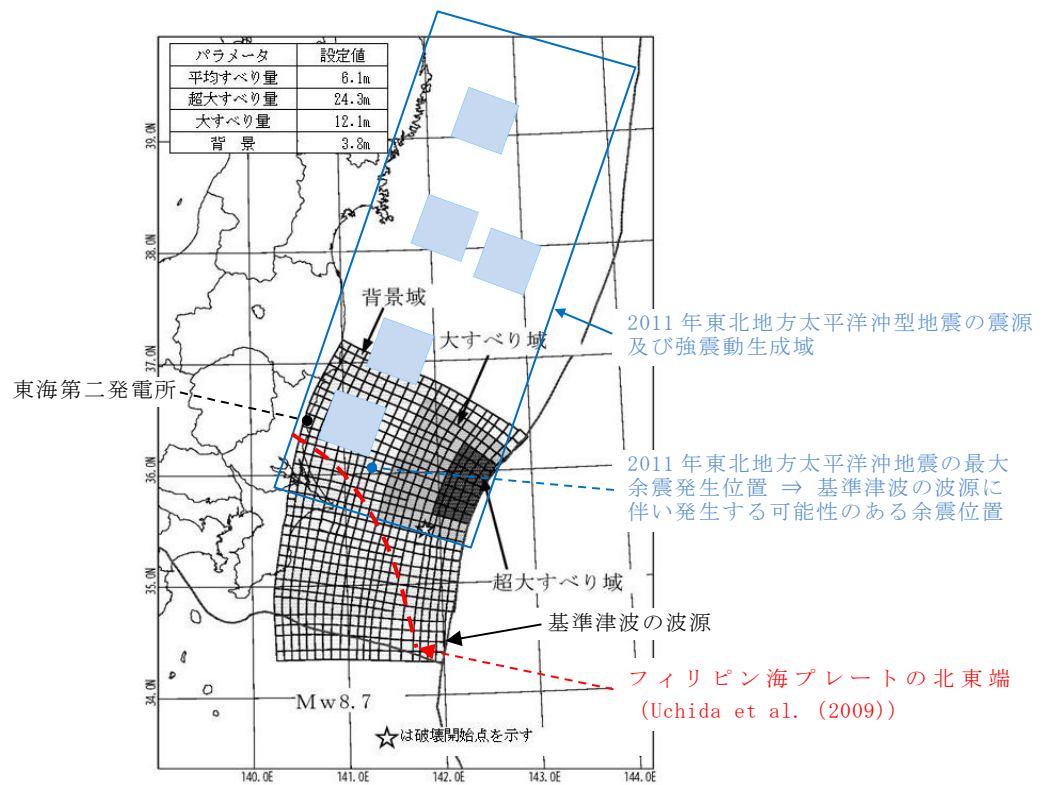 パラメータ 設定値
平均すべり量 6.1m
超大すべり量 24.3m
大すべり量 12.1m
背 景 3.8m
39.0N
38.0N
37.0N
36.0N
35.0N
34.0N
背景域
大すべり域
2011年東北地方太平洋沖型地震の震源
及び強震動生成域
東海第二発電所
2011年東北地方太平洋沖地震の最大
余震発生位置 ⇒ 基準津波の波源に
伴い発生する可能性のある余震位置
超大すべり域
基準津波の波源
フィリピン海プレートの北東端
(Uchida et al. (2009))
Mw8.7
☆は破壊開始点を示す
140.0E 141.0E 142.0E 143.0E 144.0E